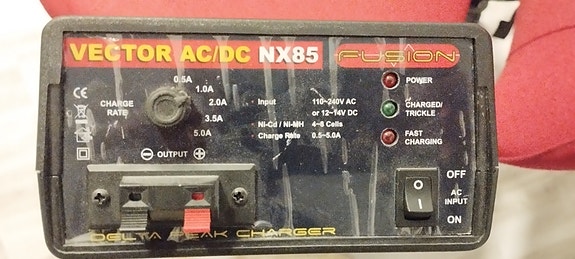 VECTOR AC/DC NX85
FUSION
0.5A
1.0A
2.0A
3.5A
5.0A
CHARGE
RATE
Input 110~240V AC
or 12~14V DC
Ni-Cd / Ni-MH 4~8 Cells
Charge Rate 0.5-5.0A
POWER
CHARGED/
TRICKLE
FAST
CHARGING
CE
⊖ OUTPUT ⊕
OFF
O
I
AC
INPUT
ON
DELTA PEAK CHARGER